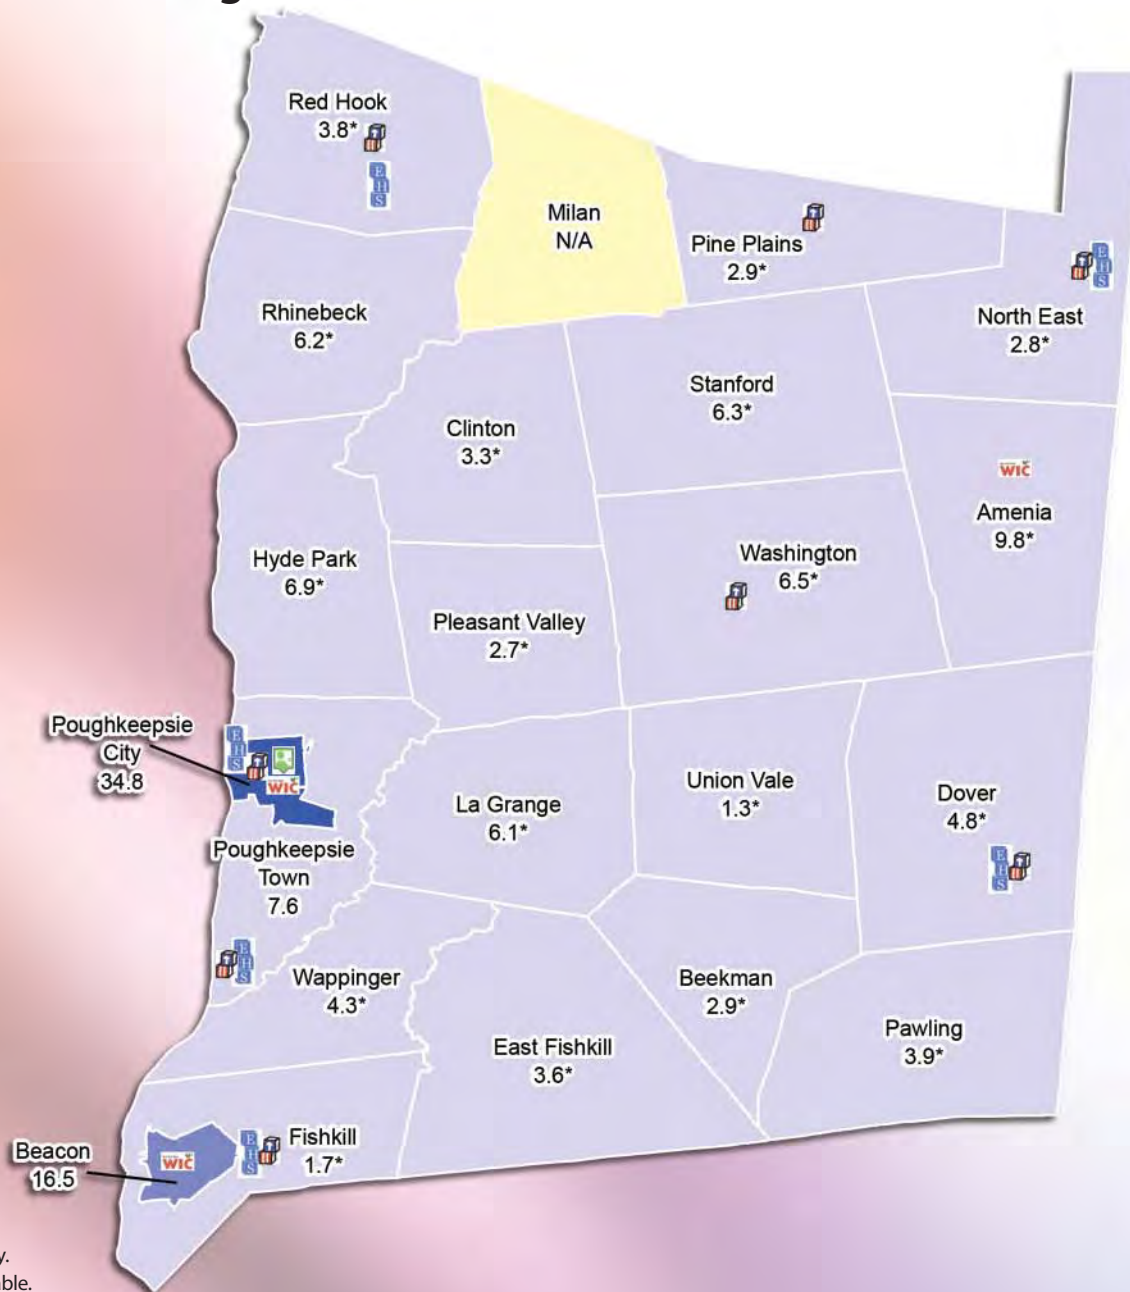 Red Hook
3.8*
E
H
S
Milan
N/A
Pine Plains
2.9*
E
H
S
North East
2.8*
Rhinebeck
6.2*
Stanford
6.3*
Clinton
3.3*
WIC
Amenia
9.8*
Hyde Park
6.9*
Washington
6.5*
Pleasant Valley
2.7*
Poughkeepsie
City
34.8
E
H
S
WIC
Union Vale
1.3*
Dover
4.8*
La Grange
6.1*
Poughkeepsie
Town
7.6
E
H
S
E
H
S
Wappinger
4.3*
Beekman
2.9*
Pawling
3.9*
East Fishkill
3.6*
Beacon
16.5
WIC
E
H
S
Fishkill
1.7*
y.
able.